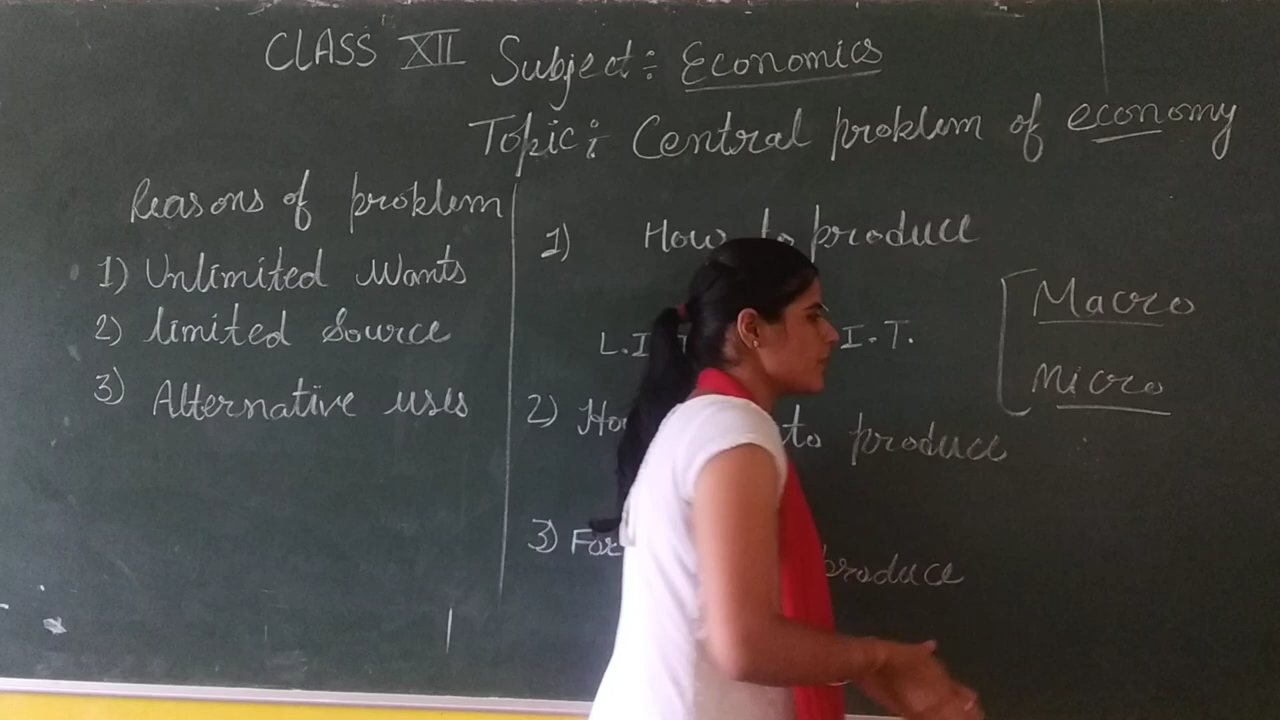 CLASS XII Subject: Economics
Topic: Central problem of economy
Reasons of problem
1) Unlimited Wants
2) limited Source
3) Alternative uses
1) How to produce
L.I I.T.
2) to produce
3) For produce
Macro
Micro